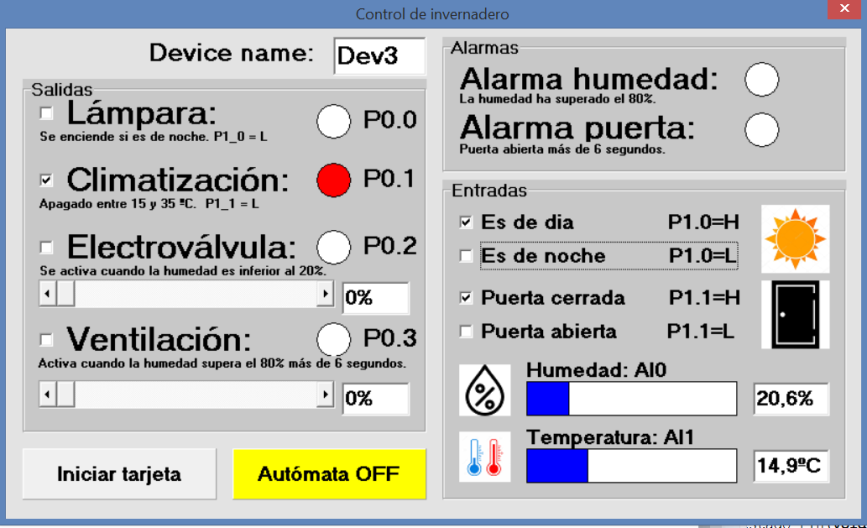 Control de invernadero
Device name: Dev3
Salidas
Lámpara: P0.0
Se enciende si es de noche. P1_0 = L
Climatización: P0.1
Apagado entre 15 y 35 ºC. P1_1 = L
Electroválvula: P0.2
Se activa cuando la humedad es inferior al 20%.
0%
Ventilación: P0.3
Activa cuando la humedad supera el 80% más de 6 segundos.
0%
Iniciar tarjeta
Autómata OFF
Alarmas
Alarma humedad:
La humedad ha superado el 80%.
Alarma puerta:
Puerta abierta más de 6 segundos.
Entradas
Es de dia P1.0=H
Es de noche P1.0=L
Puerta cerrada P1.1=H
Puerta abierta P1.1=L
Humedad: AI0
%
20,6%
Temperatura: AI1
14,9ºC